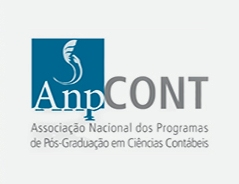 AnpCONT
Associação Nacional dos Programas
de Pós-Graduação em Ciências Contábeis